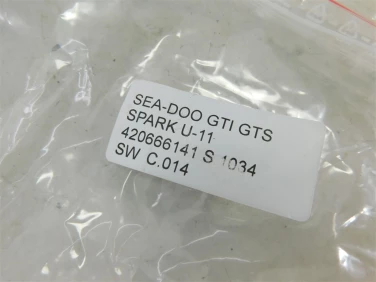 SEA-DOO GTI GTS
SPARK U-11
420666141 S 1034
SW C.014